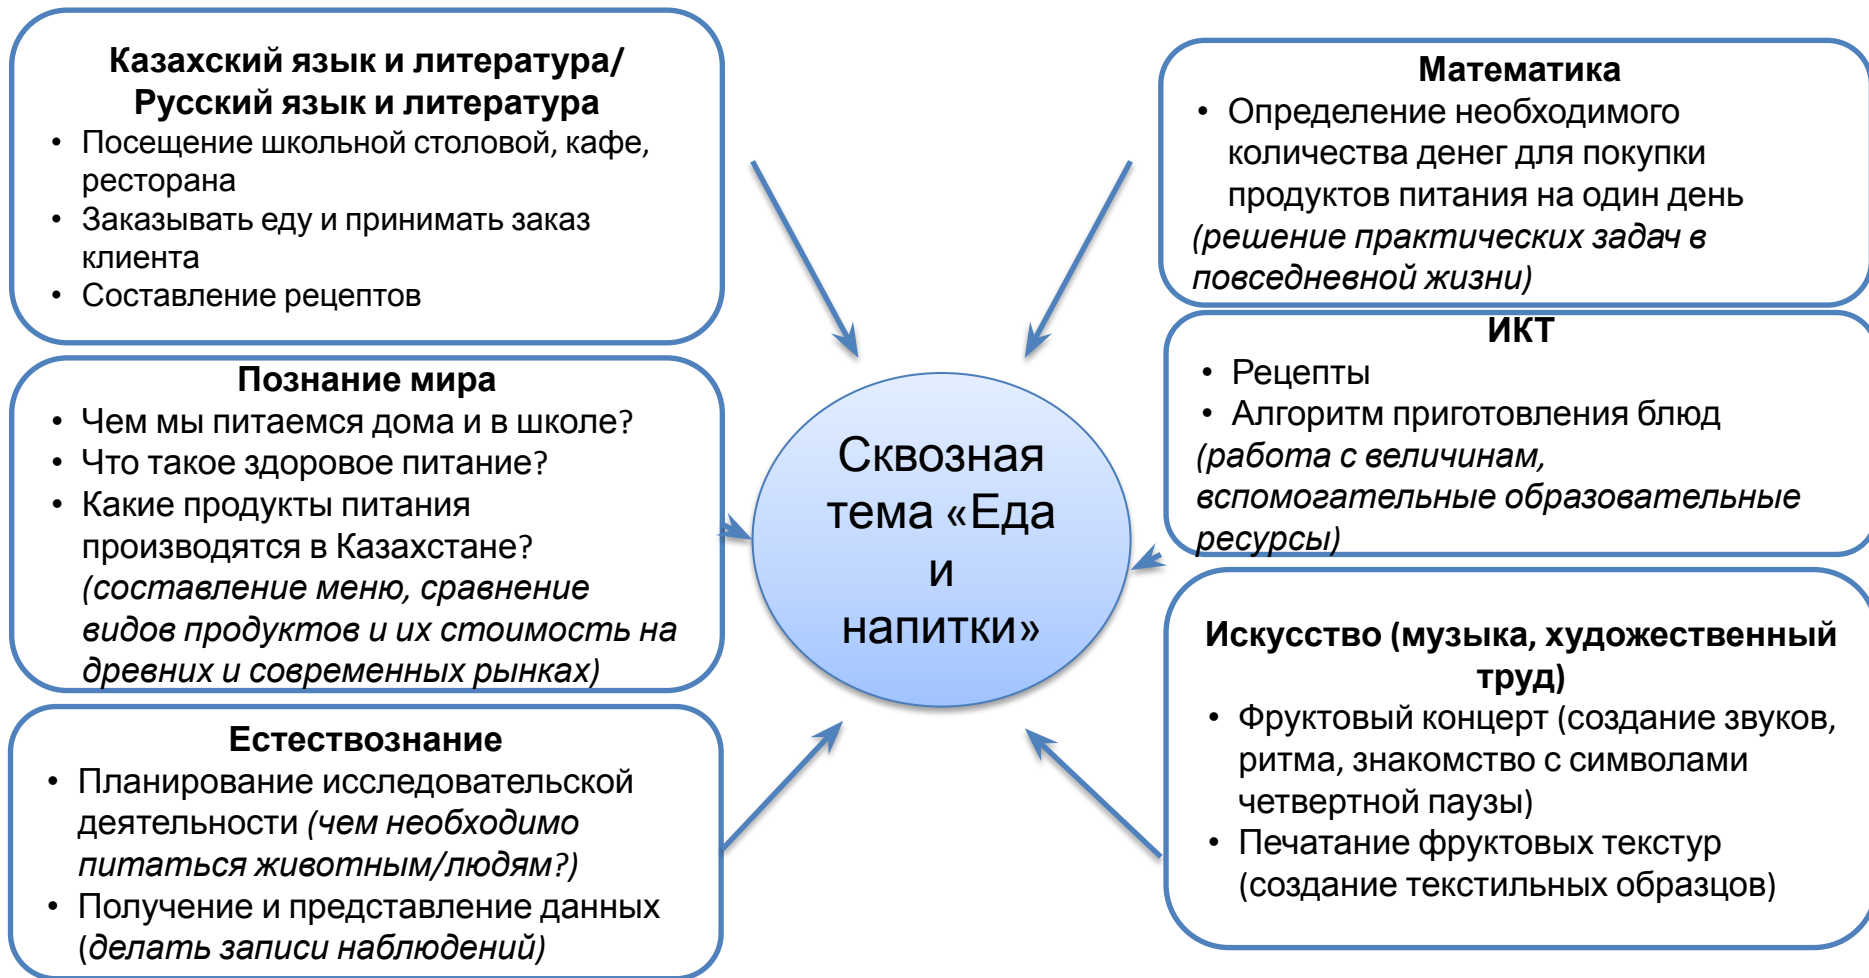 Казахский язык и литература/
Русский язык и литература
• Посещение школьной столовой, кафе,
ресторана
• Заказывать еду и принимать заказ
клиента
• Составление рецептов
Познание мира
• Чем мы питаемся дома и в школе?
• Что такое здоровое питание?
• Какие продукты питания
производятся в Казахстане?
(составление меню, сравнение
видов продуктов и их стоимость на
древних и современных рынках)
Естествознание
• Планирование исследовательской
деятельности (чем необходимо
питаться животным/людям?)
• Получение и представление данных
(делать записи наблюдений)
Сквозная
тема «Еда
и
напитки»
Математика
• Определение необходимого
количества денег для покупки
продуктов питания на один день
(решение практических задач в
повседневной жизни)
ИКТ
• Рецепты
• Алгоритм приготовления блюд
(работа с величинам,
вспомогательные образовательные
ресурсы)
Искусство (музыка, художественный
труд)
• Фруктовый концерт (создание звуков,
ритма, знакомство с символами
четвертной паузы)
• Печатание фруктовых текстур
(создание текстильных образцов)